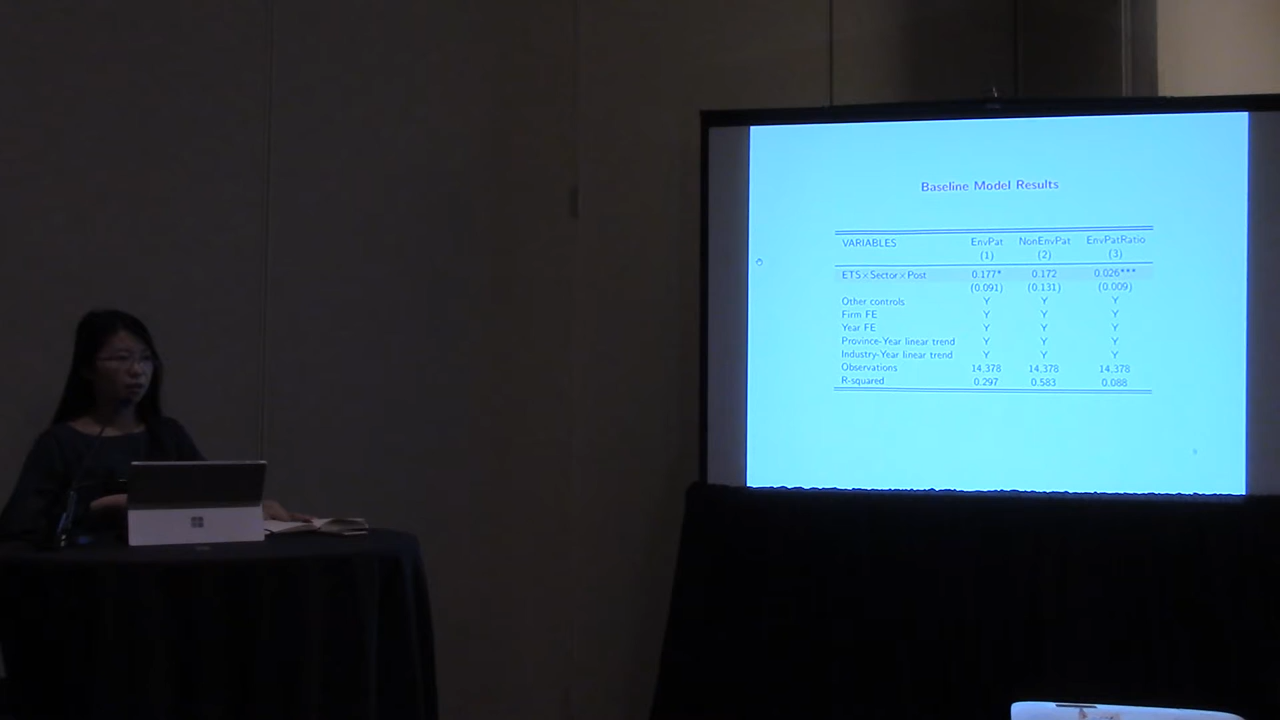 Baseline Model Results
VARIABLES EnvPat NonEnvPat EnvPatRatio
(1) (2) (3)
ETS×Sector×Post 0.177* 0.172 0.026***
(0.091) (0.131) (0.009)
Other controls Y Y Y
Firm FE Y Y Y
Year FE Y Y Y
Province-Year linear trend Y Y Y
Industry-Year linear trend Y Y Y
Observations 14,378 14,378 14,378
R-squared 0.297 0.583 0.088